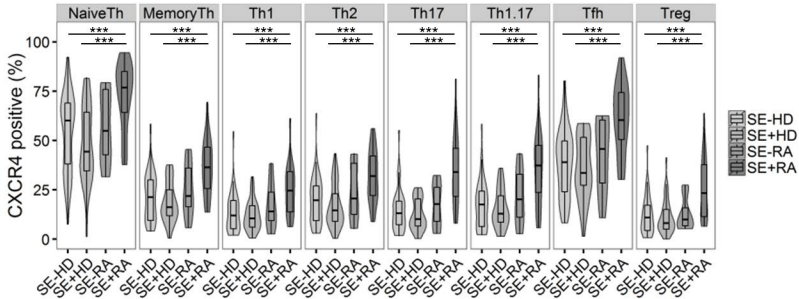 NaiveTh MemoryTh Th1 Th2 Th17 Th1.17 Tfh Treg
*** *** *** *** *** *** *** ***
*** *** *** *** *** *** *** ***
100
75
50
25
0
CXCR4 positive (%)
SE-HD
SE+HD
SE-RA
SE+RA
SE-HD SE+HD SE-RA SE+RA SE-HD SE+HD SE-RA SE+RA SE-HD SE+HD SE-RA SE+RA SE-HD SE+HD SE-RA SE+RA SE-HD SE+HD SE-RA SE+RA SE-HD SE+HD SE-RA SE+RA SE-HD SE+HD SE-RA SE+RA SE-HD SE+HD SE-RA SE+RA